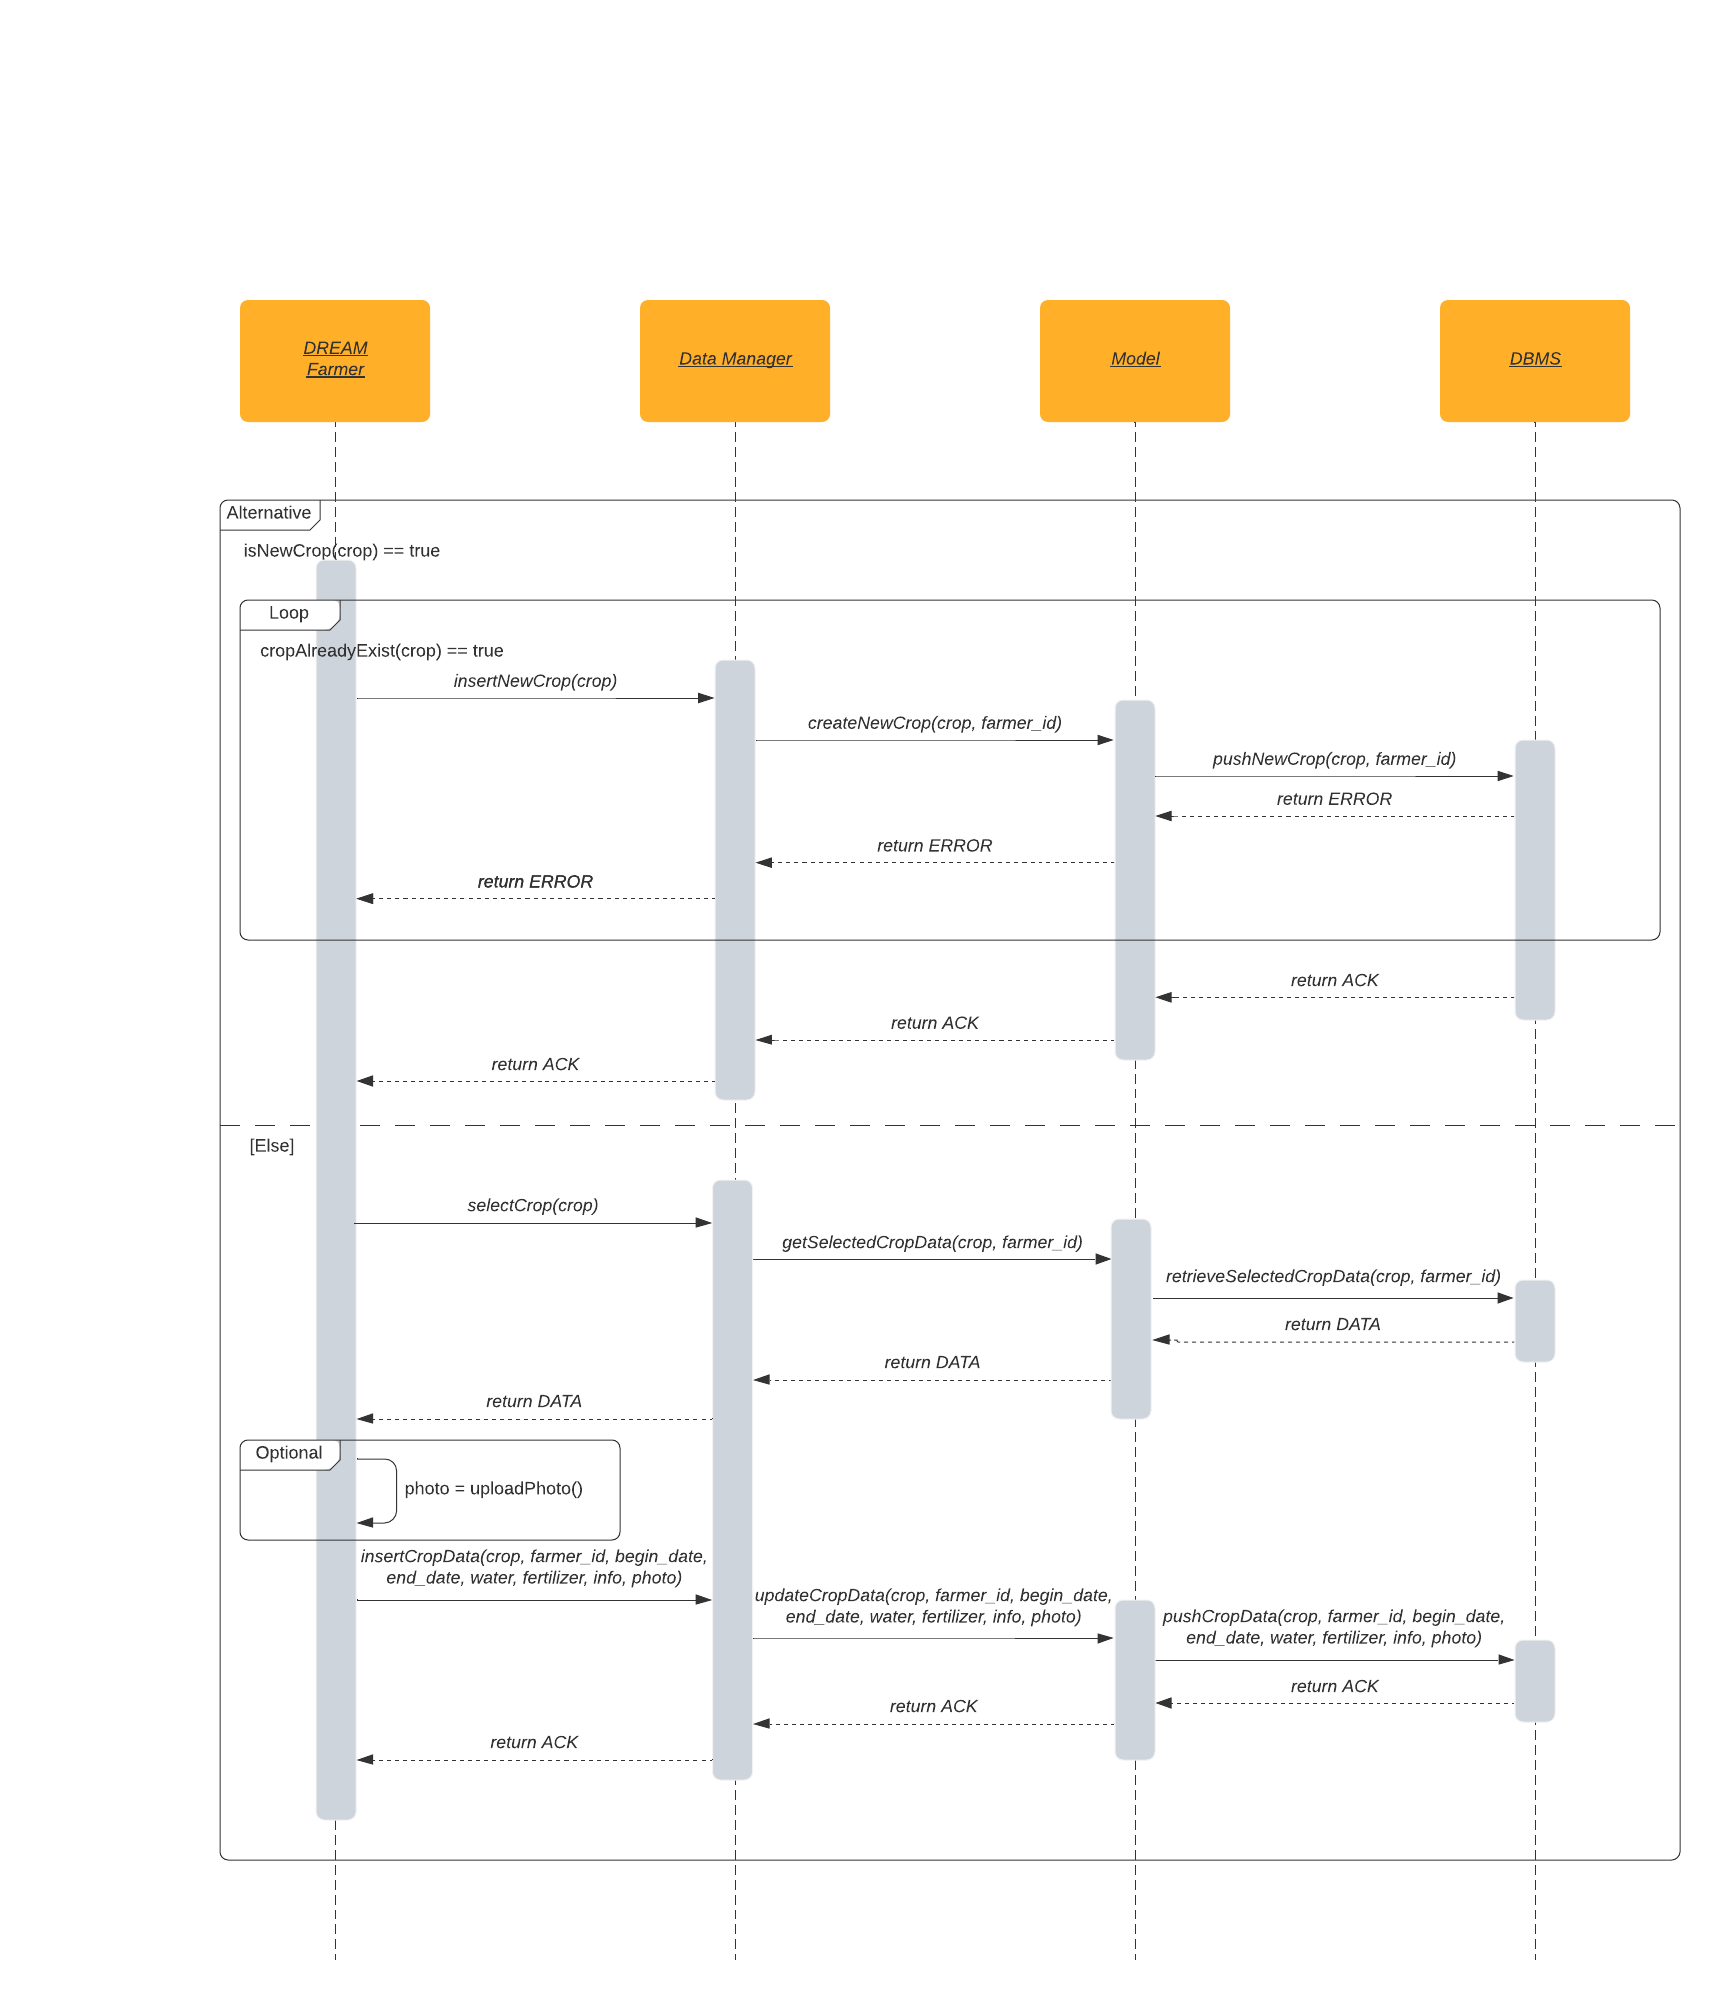 DREAM
Farmer
Data Manager
Model
DBMS
Alternative
isNewCrop(crop) == true
Loop
cropAlreadyExist(crop) == true
insertNewCrop(crop)
createNewCrop(crop, farmer_id)
pushNewCrop(crop, farmer_id)
return ERROR
return ERROR
return ERROR
return ACK
return ACK
return ACK
[Else]
selectCrop(crop)
getSelectedCropData(crop, farmer_id)
retrieveSelectedCropData(crop, farmer_id)
return DATA
return DATA
return DATA
Optional
photo = uploadPhoto()
insertCropData(crop, farmer_id, begin_date,
end_date, water, fertilizer, info, photo)
updateCropData(crop, farmer_id, begin_date,
end_date, water, fertilizer, info, photo)
pushCropData(crop, farmer_id, begin_date,
end_date, water, fertilizer, info, photo)
return ACK
return ACK
return ACK